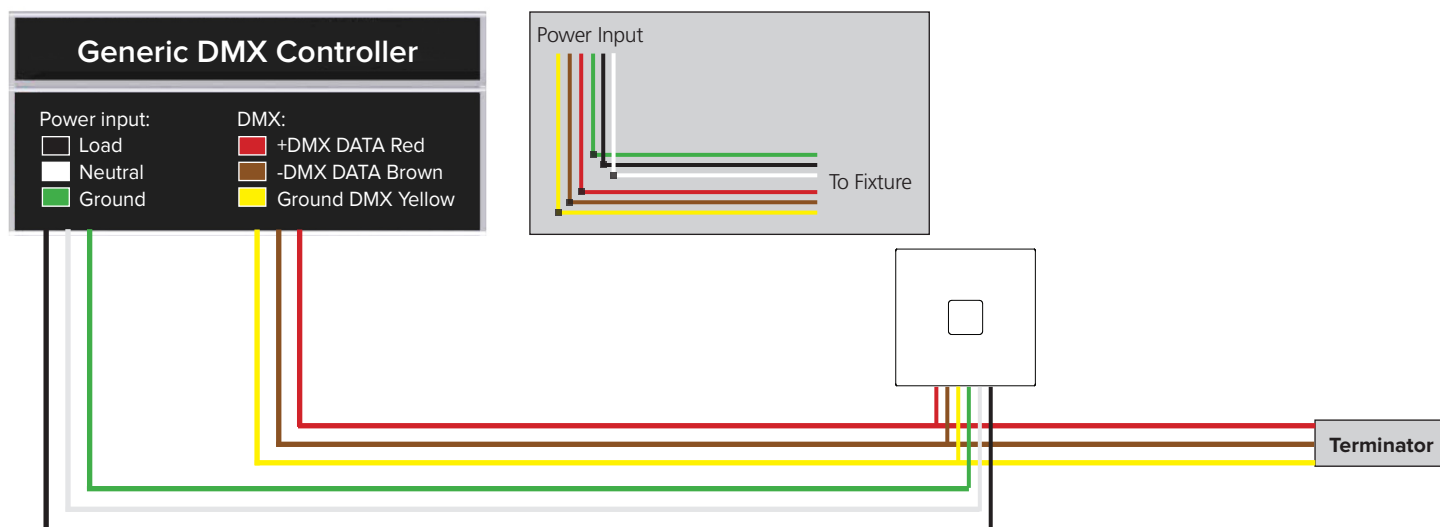 Generic DMX Controller
Power input:
Load
Neutral
Ground
DMX:
+DMX DATA Red
-DMX DATA Brown
Ground DMX Yellow
Power Input
To Fixture
Terminator